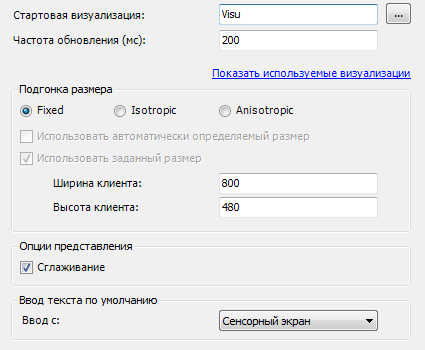 Стартовая визуализация: Visu ...
Частота обновления (мс): 200
Показать используемые визуализации
Подгонка размера
Fixed Isotropic Anisotropic
Использовать автоматически определяемый размер
Использовать заданный размер
Ширина клиента: 800
Высота клиента: 480
Опции представления
Сглаживание
Ввод текста по умолчанию
Ввод с: Сенсорный экран